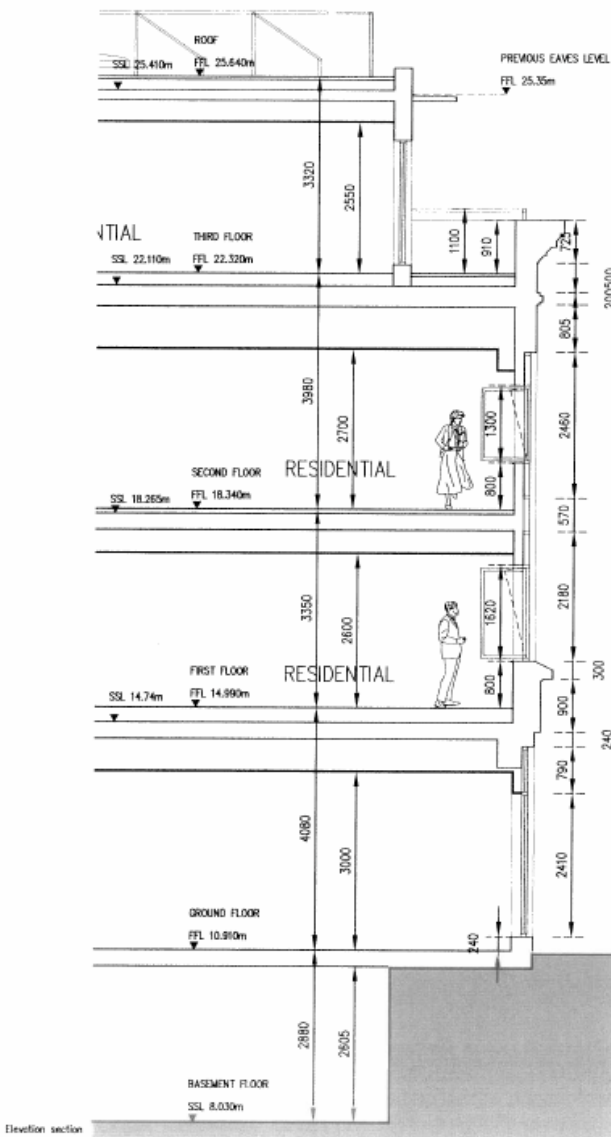 ROOF
SSL 25.410m
FFL 25.640m
PREVIOUS EAVES LEVEL
FFL 25.35m
3320
2550
NTIAL
THIRD FLOOR
SSL 22.110m
FFL 22.320m
1100
910
725
200500
805
3980
2700
1300
2460
SECOND FLOOR
RESIDENTIAL
SSL 18.265m
FFL 18.340m
800
570
3350
2600
1620
2180
FIRST FLOOR
RESIDENTIAL
SSL 14.74m
FFL 14.990m
800
300
900
240
790
4080
3000
2410
GROUND FLOOR
FFL 10.910m
240
2880
2605
BASEMENT FLOOR
SSL 8.030m
Elevation section